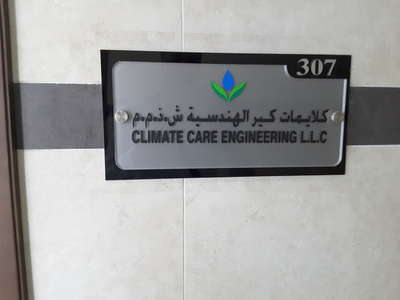 307
كلايمات كير الهندسية ش.ذ.م.م
CLIMATE CARE ENGINEERING L.L.C